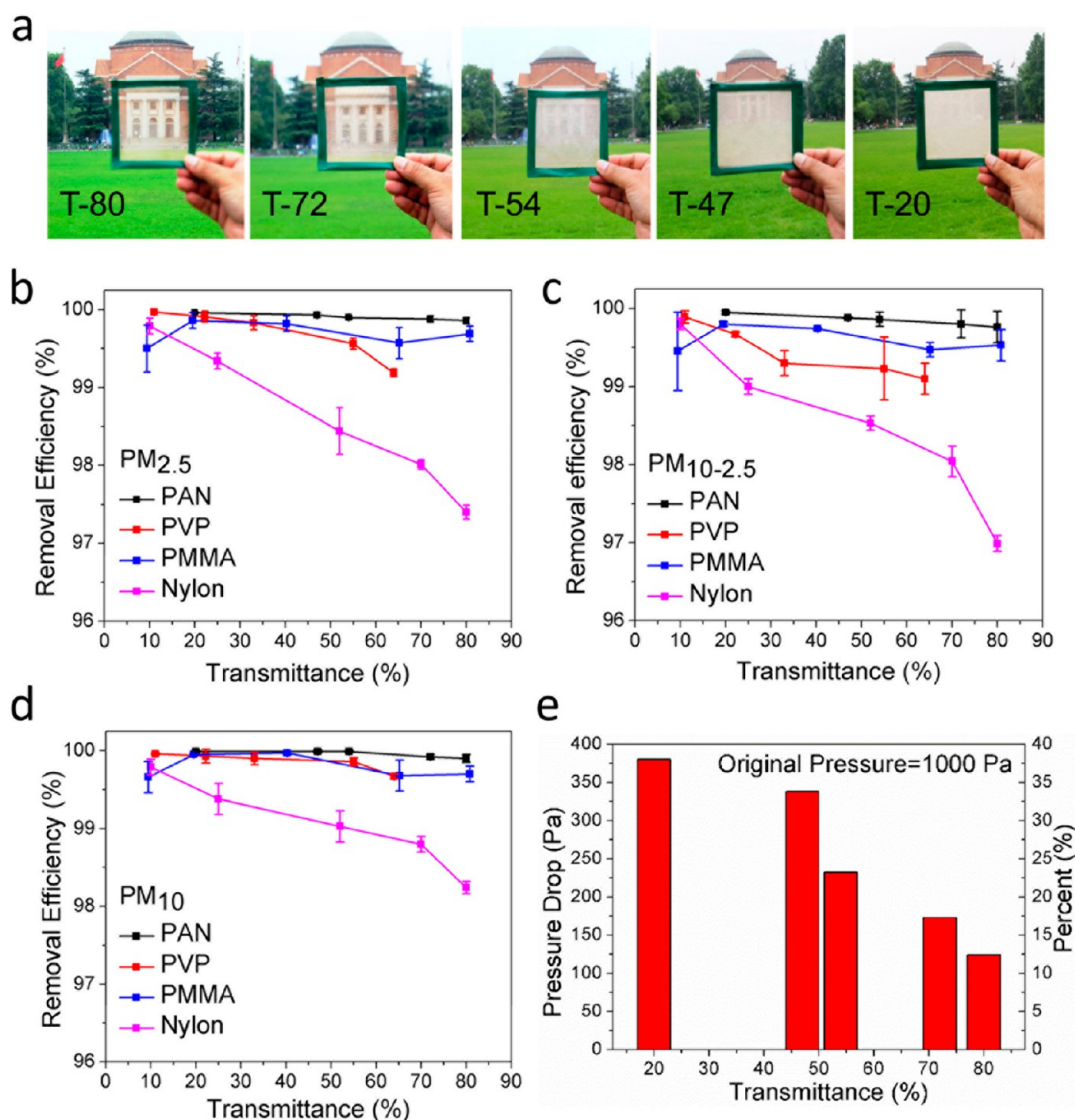 a
T-80
T-72
T-54
T-47
T-20
b
100
99
98
97
96
Removal Efficiency (%)
PM2.5
PAN
PVP
PMMA
Nylon
0 10 20 30 40 50 60 70 80 90
Transmittance (%)
c
100
99
98
97
96
Removal efficiency (%)
PM10-2.5
PAN
PVP
PMMA
Nylon
0 10 20 30 40 50 60 70 80 90
Transmittance (%)
d
100
99
98
96
Removal Efficiency (%)
PM10
PAN
PVP
PMMA
Nylon
0 10 20 30 40 50 60 70 80 90
Transmittance (%)
e
Original Pressure=1000 Pa
400
350
300
250
200
150
100
50
0
Pressure Drop (Pa)
40
35
30
25
20
15
10
5
0
Percent (%)
20 30 40 50 60 70 80
Transmittance (%)